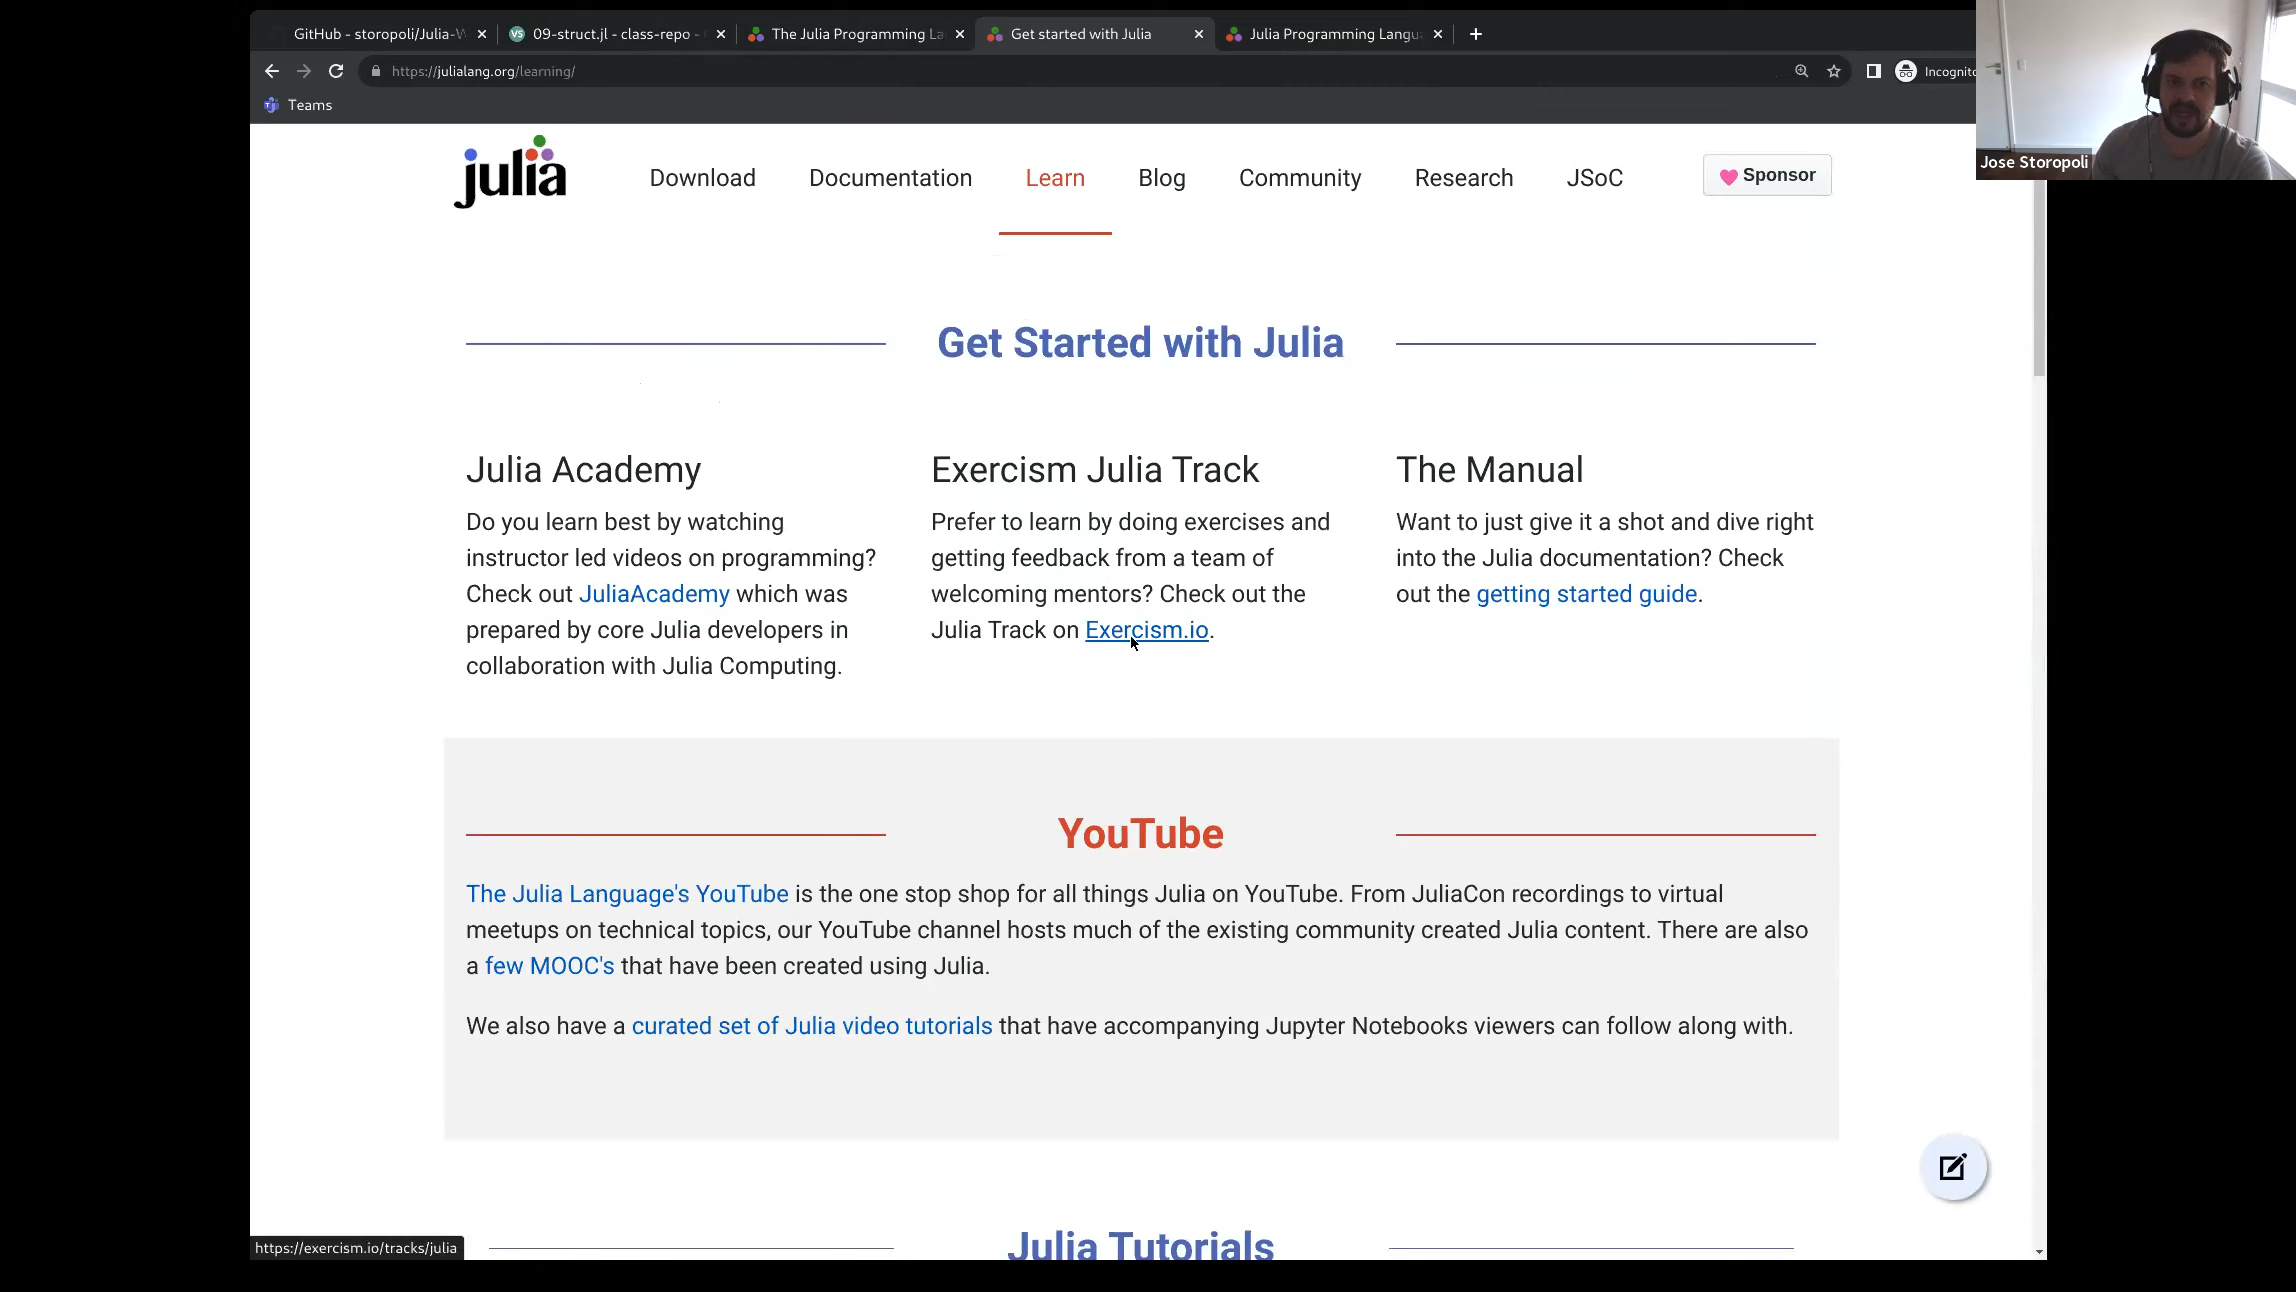 GitHub - storopoli/Julia-W
09-struct.jl - class-repo -
The Julia Programming La
Get started with Julia
Julia Programming Langu
https://julialang.org/learning/
Incognito
Teams
Jose Storopoli
julia
Download
Documentation
Learn
Blog
Community
Research
JSoC
Sponsor
Get Started with Julia
Julia Academy
Do you learn best by watching
instructor led videos on programming?
Check out JuliaAcademy which was
prepared by core Julia developers in
collaboration with Julia Computing.
Exercism Julia Track
Prefer to learn by doing exercises and
getting feedback from a team of
welcoming mentors? Check out the
Julia Track on Exercism.io.
The Manual
Want to just give it a shot and dive right
into the Julia documentation? Check
out the getting started guide.
YouTube
The Julia Language's YouTube is the one stop shop for all things Julia on YouTube. From JuliaCon recordings to virtual
meetups on technical topics, our YouTube channel hosts much of the existing community created Julia content. There are also
a few MOOC's that have been created using Julia.
We also have a curated set of Julia video tutorials that have accompanying Jupyter Notebooks viewers can follow along with.
Julia Tutorials
https://exercism.io/tracks/julia